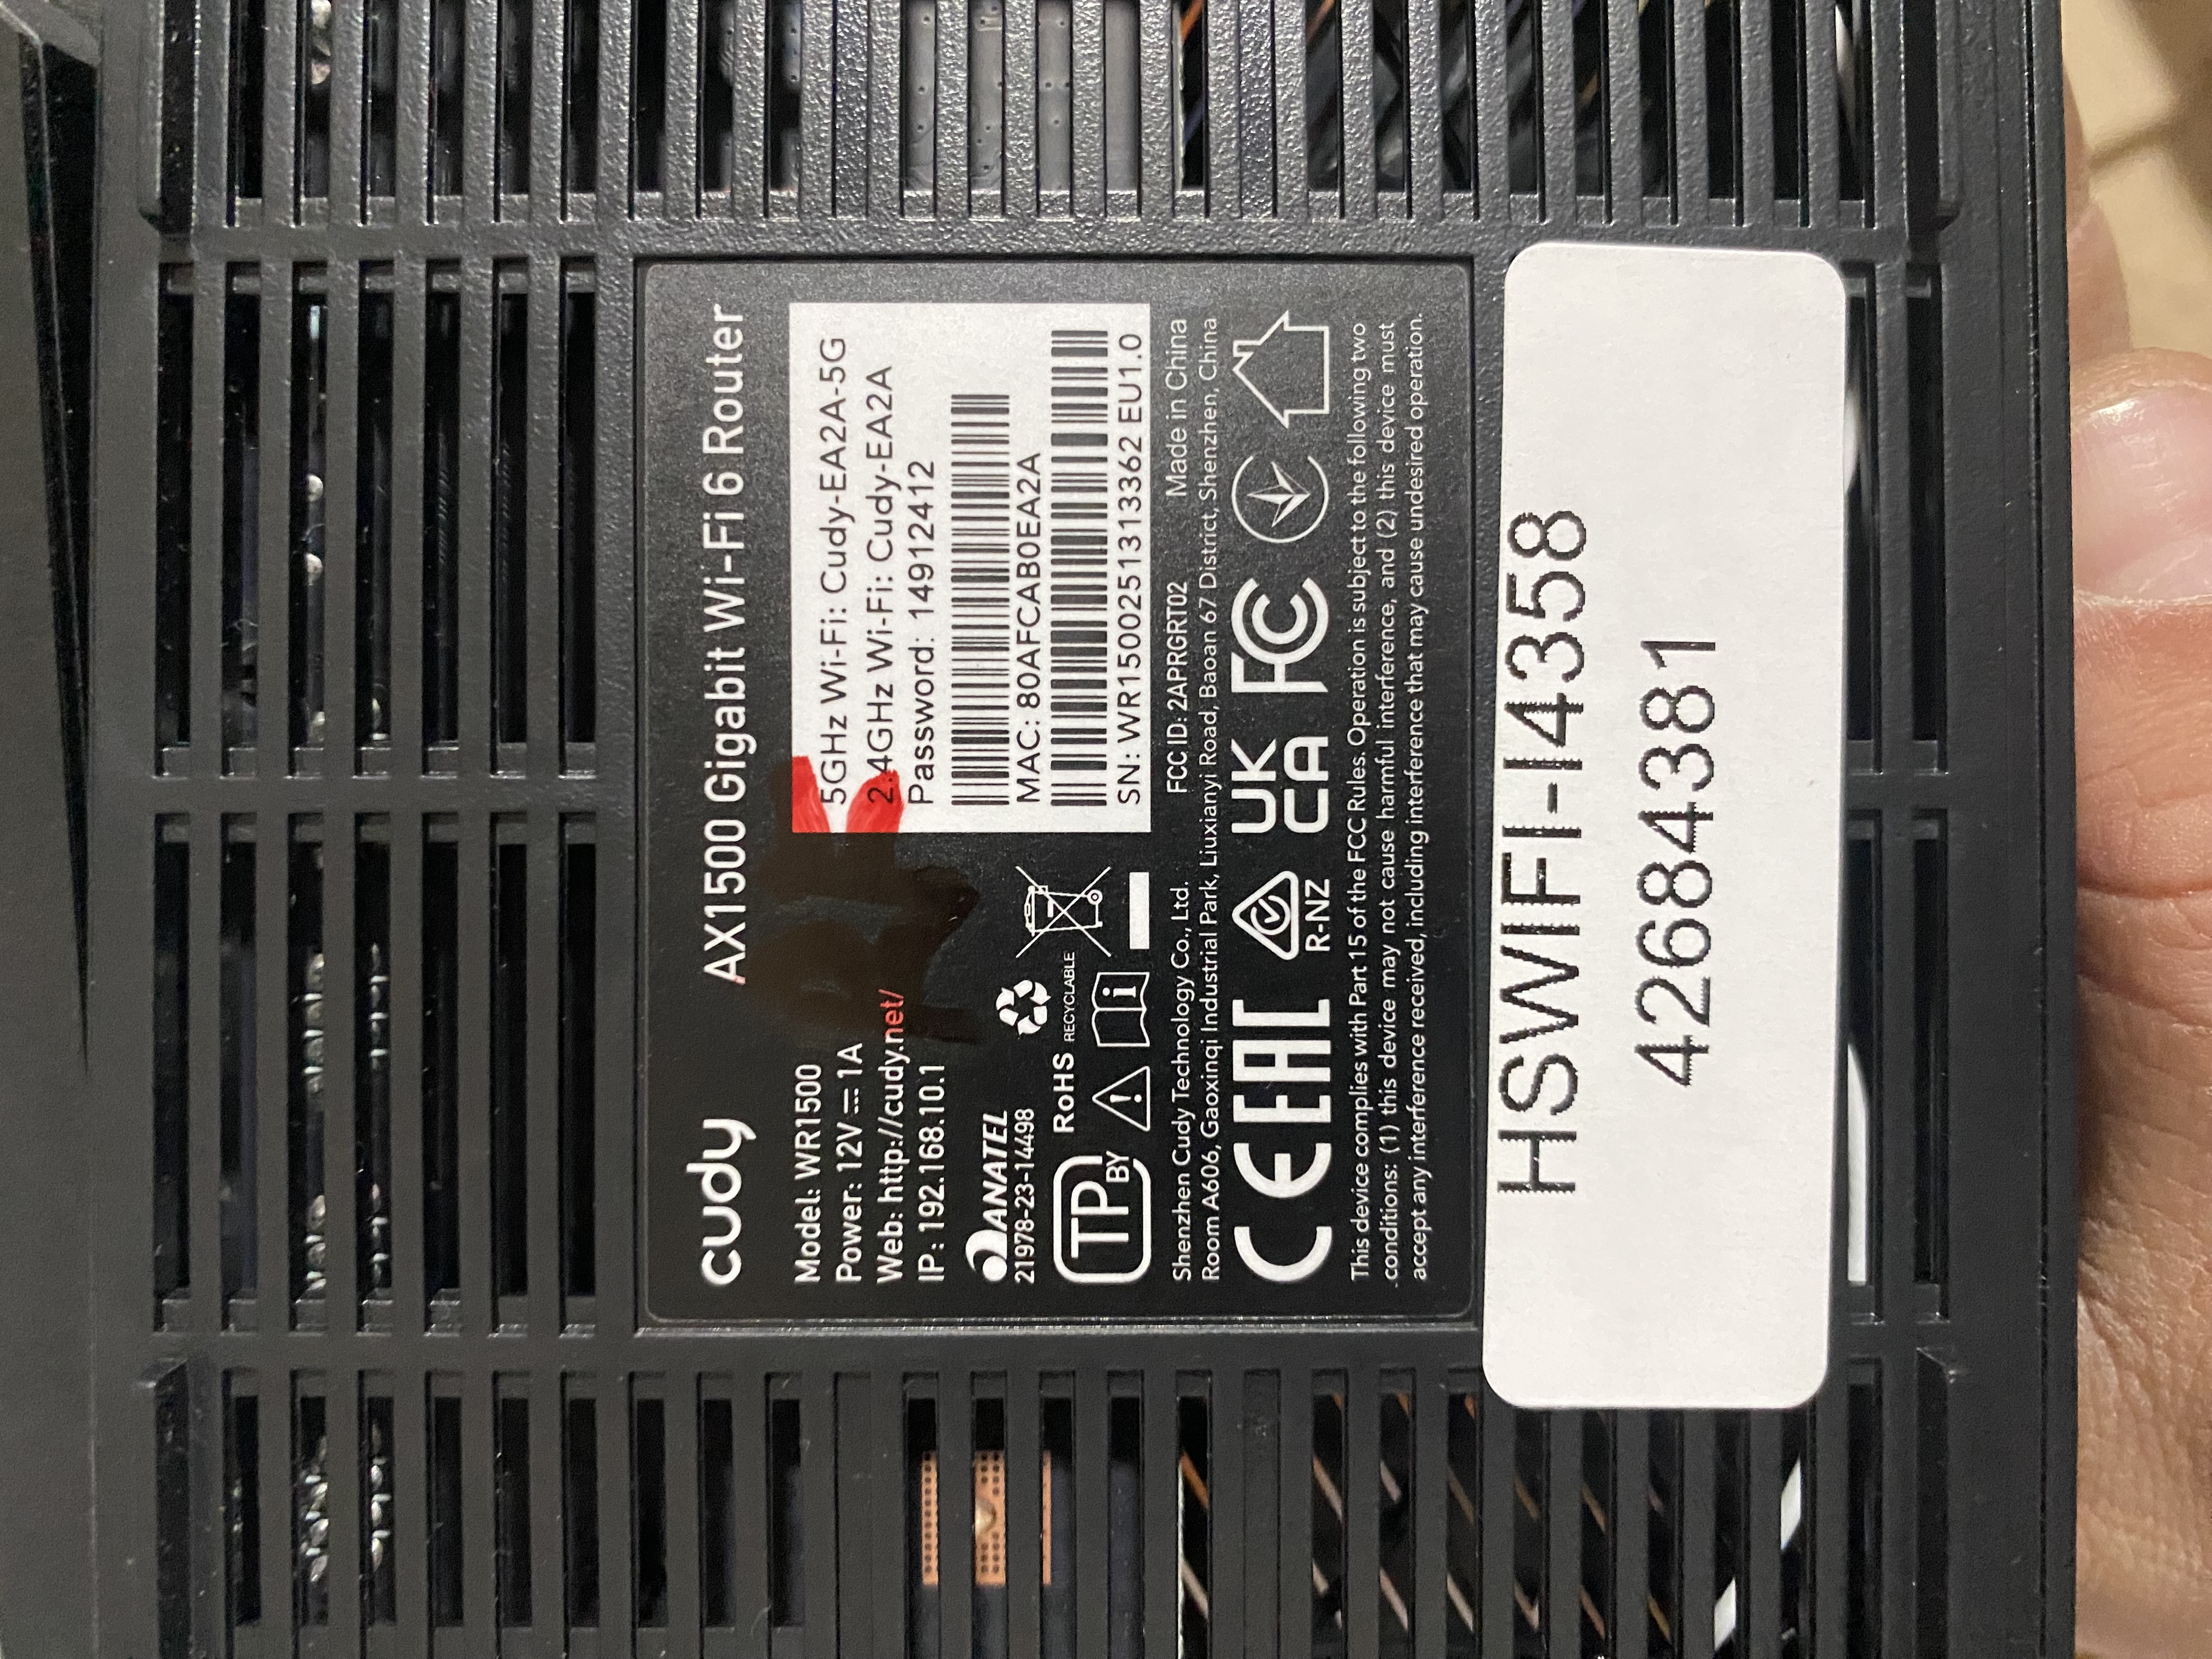 cudy AX1500 Gigabit Wi-Fi 6 Router
Model: WR1500
Power: 12V ⎓ 1A
Web: http://cudy.net/
IP: 192.168.10.1
5GHz Wi-Fi: Cudy-EA2A-5G
2.4GHz Wi-Fi: Cudy-EA2A
Password: 14912412
MAC: 80AFCAB0EA2A
SN: WR1500251313362 EU1.0
ANATEL
21978-23-14498
RoHS
RECYCLABLE
TP
BY
Shenzhen Cudy Technology Co., Ltd. FCC ID: 2APRGRT02 Made in China
Room A606, Gaoxinqi Industrial Park, Liuxianyi Road, Baoan 67 District, Shenzhen, China
CE EAC R-NZ UK CA FC
This device complies with Part 15 of the FCC Rules. Operation is subject to the following two
conditions: (1) this device may not cause harmful interference, and (2) this device must
accept any interference received, including interference that may cause undesired operation.
HSWIFI-I4358
42684381